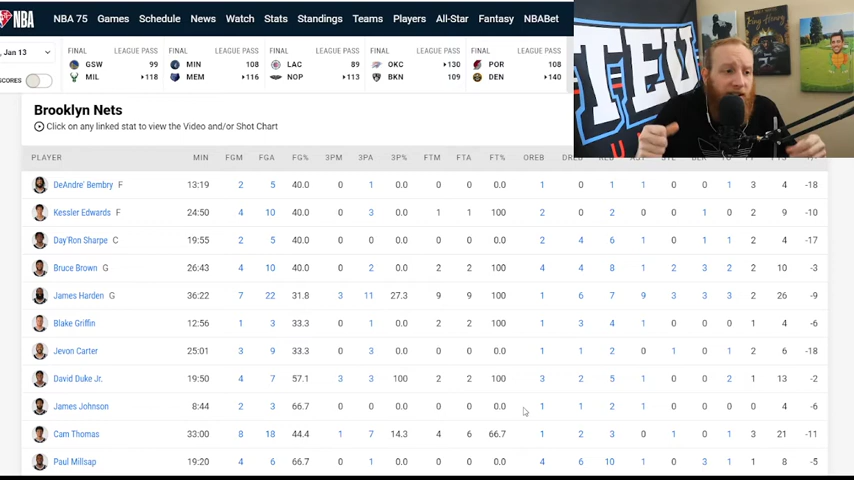 NBA 75 Games Schedule News Watch Stats Standings Teams Players All-Star Fantasy NBABet
, Jan 13
SCORES
FINAL LEAGUE PASS FINAL LEAGUE PASS FINAL LEAGUE PASS FINAL LEAGUE PASS FINAL LEAGUE PASS
GSW 99 MIN 108 LAC 89 OKC 130 POR 108
MIL 118 MEM 116 NOP 113 BKN 109 DEN 140
TEU
Brooklyn Nets
Click on any linked stat to view the Video and/or Shot Chart
PLAYER MIN FGM FGA FG% 3PM 3PA 3P% FTM FTA FT% OREB DREB REB AST STL BLK TO PF PTS +/-
DeAndre' Bembry F 13:19 2 5 40.0 0 1 0.0 0 0 0.0 1 0 1 1 0 0 1 3 4 -18
Kessler Edwards F 24:50 4 10 40.0 0 3 0.0 1 1 100 2 0 2 0 0 1 0 2 9 -10
Day'Ron Sharpe C 19:55 2 5 40.0 0 0 0.0 0 0 0.0 2 4 6 1 0 1 1 2 4 -17
Bruce Brown G 26:43 4 10 40.0 0 2 0.0 2 2 100 4 4 8 1 2 3 2 2 10 -3
James Harden G 36:22 7 22 31.8 3 11 27.3 9 9 100 1 6 7 9 3 3 3 2 26 -9
Blake Griffin 12:56 1 3 33.3 0 1 0.0 2 2 100 1 3 4 1 0 0 0 1 4 -6
Jevon Carter 25:01 3 9 33.3 0 3 0.0 0 0 0.0 1 1 2 0 1 0 1 2 6 -18
David Duke Jr. 19:50 4 7 57.1 3 3 100 2 2 100 3 2 5 1 0 0 2 1 13 -2
James Johnson 8:44 2 3 66.7 0 0 0.0 0 0 0.0 1 1 2 1 0 0 0 0 4 -6
Cam Thomas 33:00 8 18 44.4 1 7 14.3 4 6 66.7 1 2 3 0 1 0 1 3 21 -11
Paul Millsap 19:20 4 6 66.7 0 1 0.0 0 0 0.0 4 6 10 1 0 3 1 1 8 -5